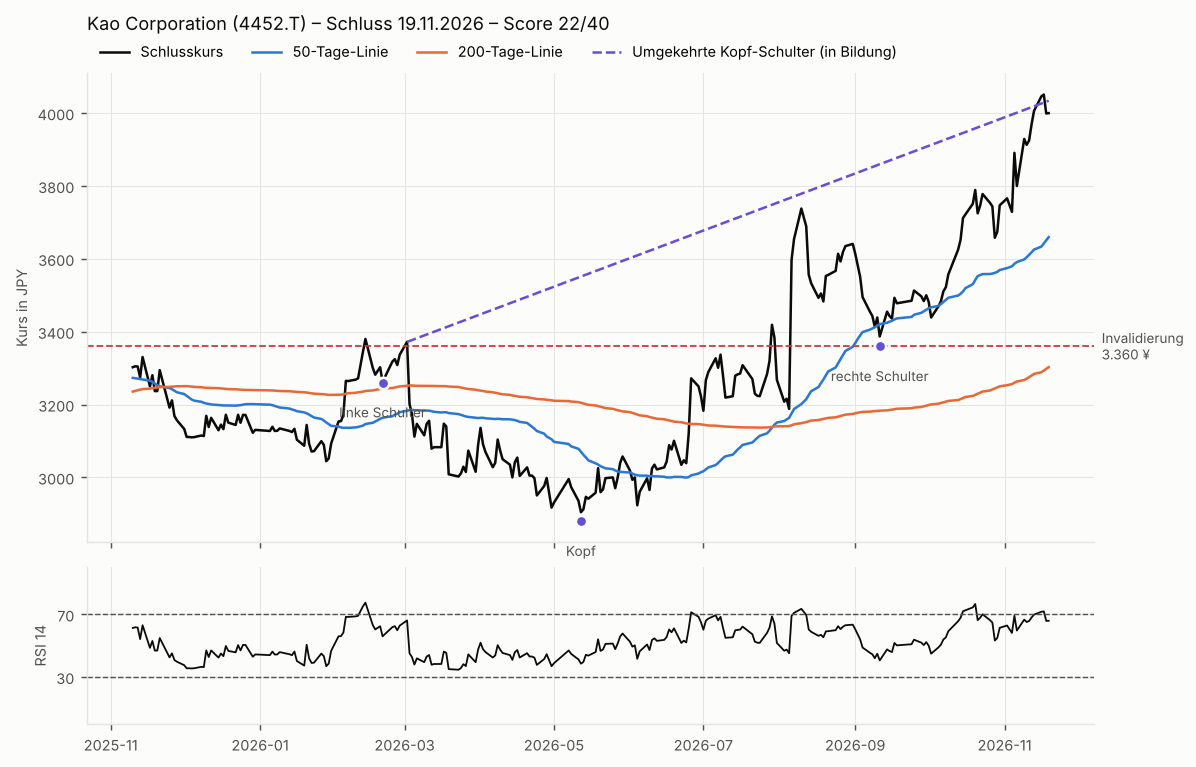 Kao Corporation (4452.T) – Schluss 19.11.2026 – Score 22/40
Schlusskurs 50-Tage-Linie 200-Tage-Linie Umgekehrte Kopf-Schulter (in Bildung)
Kurs in JPY
4000
3800
3600
3400
3200
3000
Invalidierung
3.360 ¥
linke Schulter
rechte Schulter
Kopf
RSI 14
70
30
2025-11 2026-01 2026-03 2026-05 2026-07 2026-09 2026-11